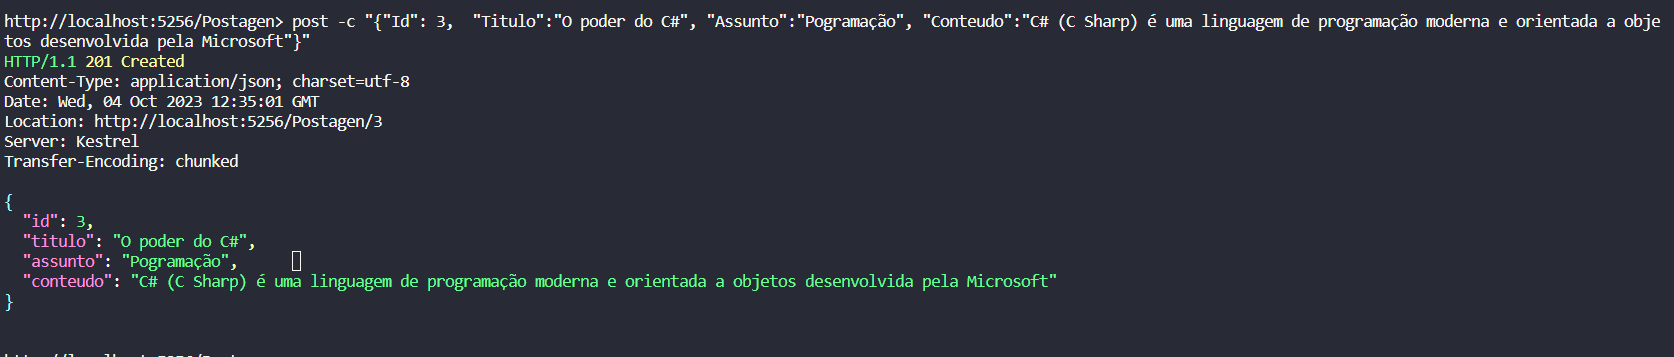 http://localhost:5256/Postagen> post -c "{"Id": 3,  "Titulo":"O poder do C#", "Assunto":"Pogramação", "Conteudo":"C# (C Sharp) é uma linguagem de programação moderna e orientada a obje
tos desenvolvida pela Microsoft"}"
HTTP/1.1 201 Created
Content-Type: application/json; charset=utf-8
Date: Wed, 04 Oct 2023 12:35:01 GMT
Location: http://localhost:5256/Postagen/3
Server: Kestrel
Transfer-Encoding: chunked
{
  "id": 3,
  "titulo": "O poder do C#",
  "assunto": "Pogramação",
  "conteudo": "C# (C Sharp) é uma linguagem de programação moderna e orientada a objetos desenvolvida pela Microsoft"
}